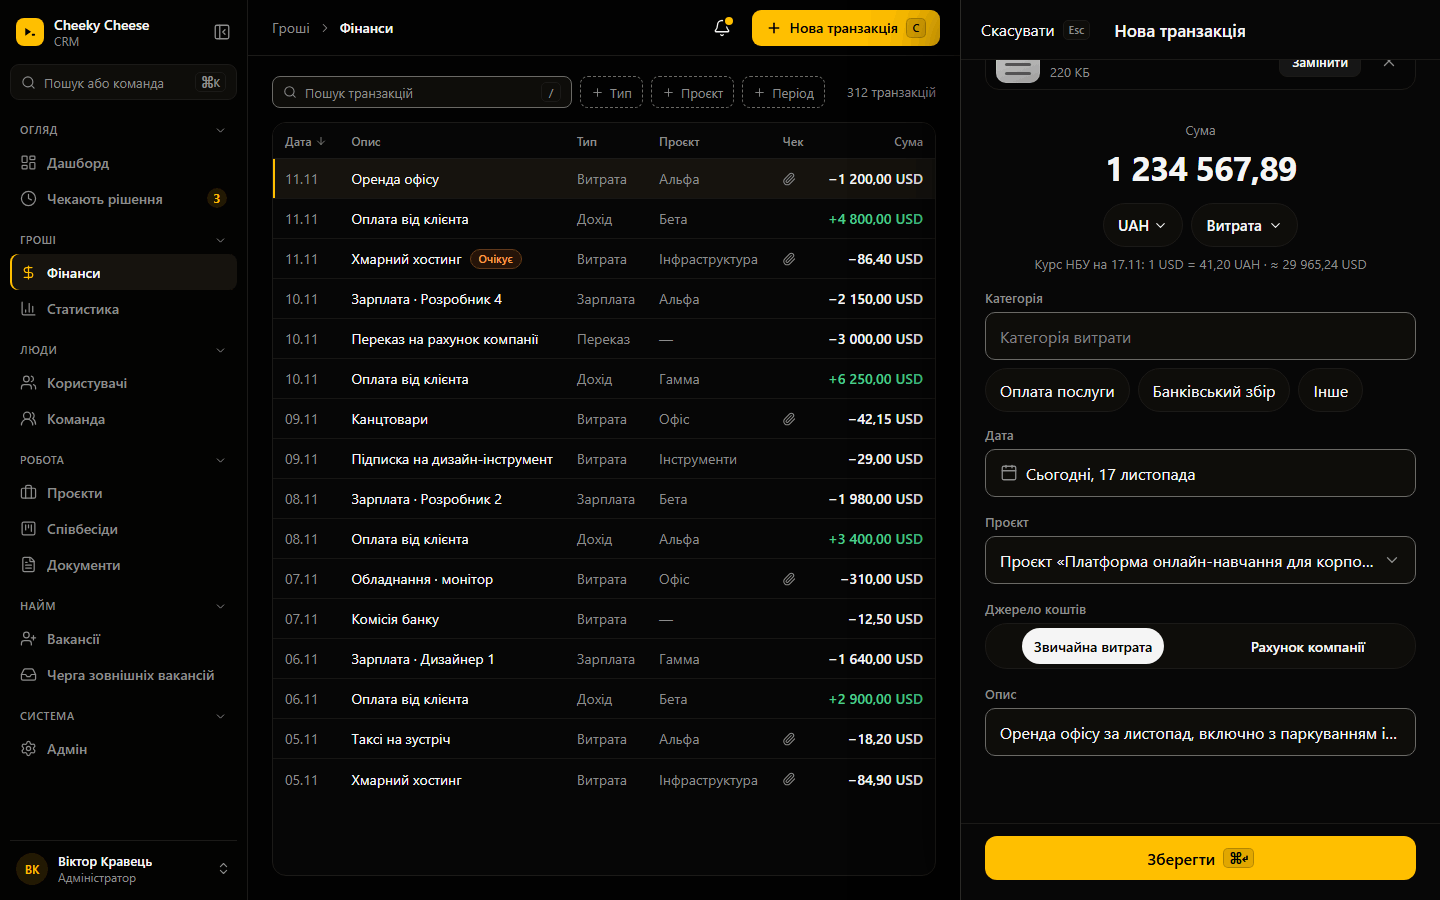 Cheeky Cheese
CRM
Пошук або команда ⌘K
ОГЛЯД
Дашборд
Чекають рішення 3
ГРОШІ
Фінанси
Статистика
ЛЮДИ
Користувачі
Команда
РОБОТА
Проєкти
Співбесіди
Документи
НАЙМ
Вакансії
Черга зовнішніх вакансій
СИСТЕМА
Адмін
ВК
Віктор Кравець
Адміністратор
Гроші > Фінанси
+ Нова транзакція C
Пошук транзакцій /
+ Тип
+ Проєкт
+ Період
312 транзакцій
Дата ↓ Опис Тип Проєкт Чек Сума
11.11 Оренда офісу Витрата Альфа −1 200,00 USD
11.11 Оплата від клієнта Дохід Бета +4 800,00 USD
11.11 Хмарний хостинг Очікує Витрата Інфраструктура −86,40 USD
10.11 Зарплата · Розробник 4 Зарплата Альфа −2 150,00 USD
10.11 Переказ на рахунок компанії Переказ — −3 000,00 USD
10.11 Оплата від клієнта Дохід Гамма +6 250,00 USD
09.11 Канцтовари Витрата Офіс −42,15 USD
09.11 Підписка на дизайн-інструмент Витрата Інструменти −29,00 USD
08.11 Зарплата · Розробник 2 Зарплата Бета −1 980,00 USD
08.11 Оплата від клієнта Дохід Альфа +3 400,00 USD
07.11 Обладнання · монітор Витрата Офіс −310,00 USD
07.11 Комісія банку Витрата — −12,50 USD
06.11 Зарплата · Дизайнер 1 Зарплата Гамма −1 640,00 USD
06.11 Оплата від клієнта Дохід Бета +2 900,00 USD
05.11 Таксі на зустріч Витрата Альфа −18,20 USD
05.11 Хмарний хостинг Витрата Інфраструктура −84,90 USD
Скасувати Esc Нова транзакція
220 КБ
Замінити
Сума
1 234 567,89
UAH
Витрата
Курс НБУ на 17.11: 1 USD = 41,20 UAH · ≈ 29 965,24 USD
Категорія
Категорія витрати
Оплата послуги
Банківський збір
Інше
Дата
Сьогодні, 17 листопада
Проєкт
Проєкт «Платформа онлайн-навчання для корпо...
Джерело коштів
Звичайна витрата
Рахунок компанії
Опис
Оренда офісу за листопад, включно з паркуванням і...
Зберегти ⌘↵